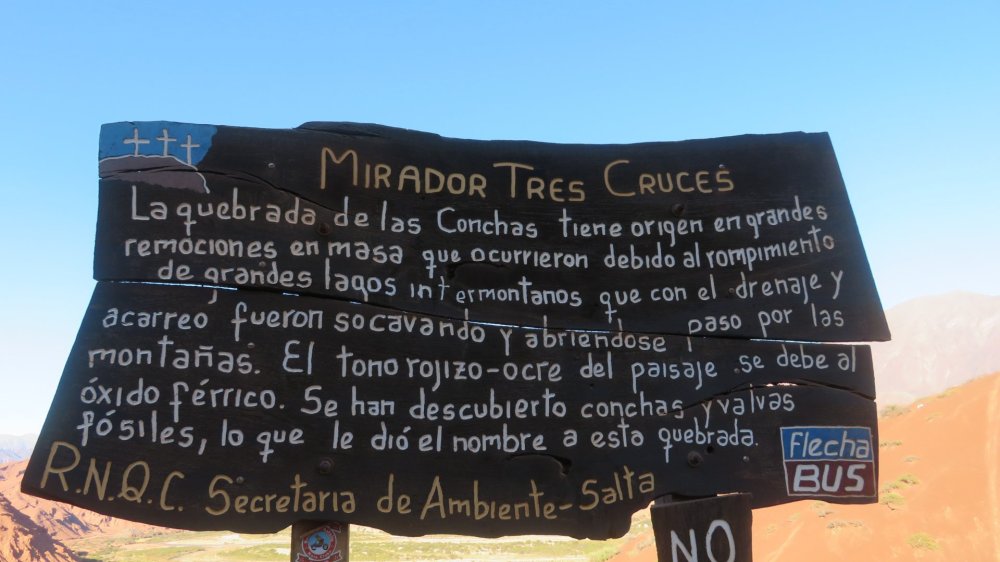 MIRADOR TRES CRUCES
La quebrada de las Conchas tiene origen en grandes
remociones en masa que ocurrieron debido al rompimiento
de grandes lagos intermontanos que con el drenaje y
acarreo fueron socavando y abriendose paso por las
montañas. El tono rojizo-ocre del paisaje se debe al
óxido férrico. Se han descubierto conchas y valvas
fósiles, lo que le dió el nombre a esta quebrada.
flecha
BUS
R.N.Q.C. Secretaria de Ambiente-Salta
NO